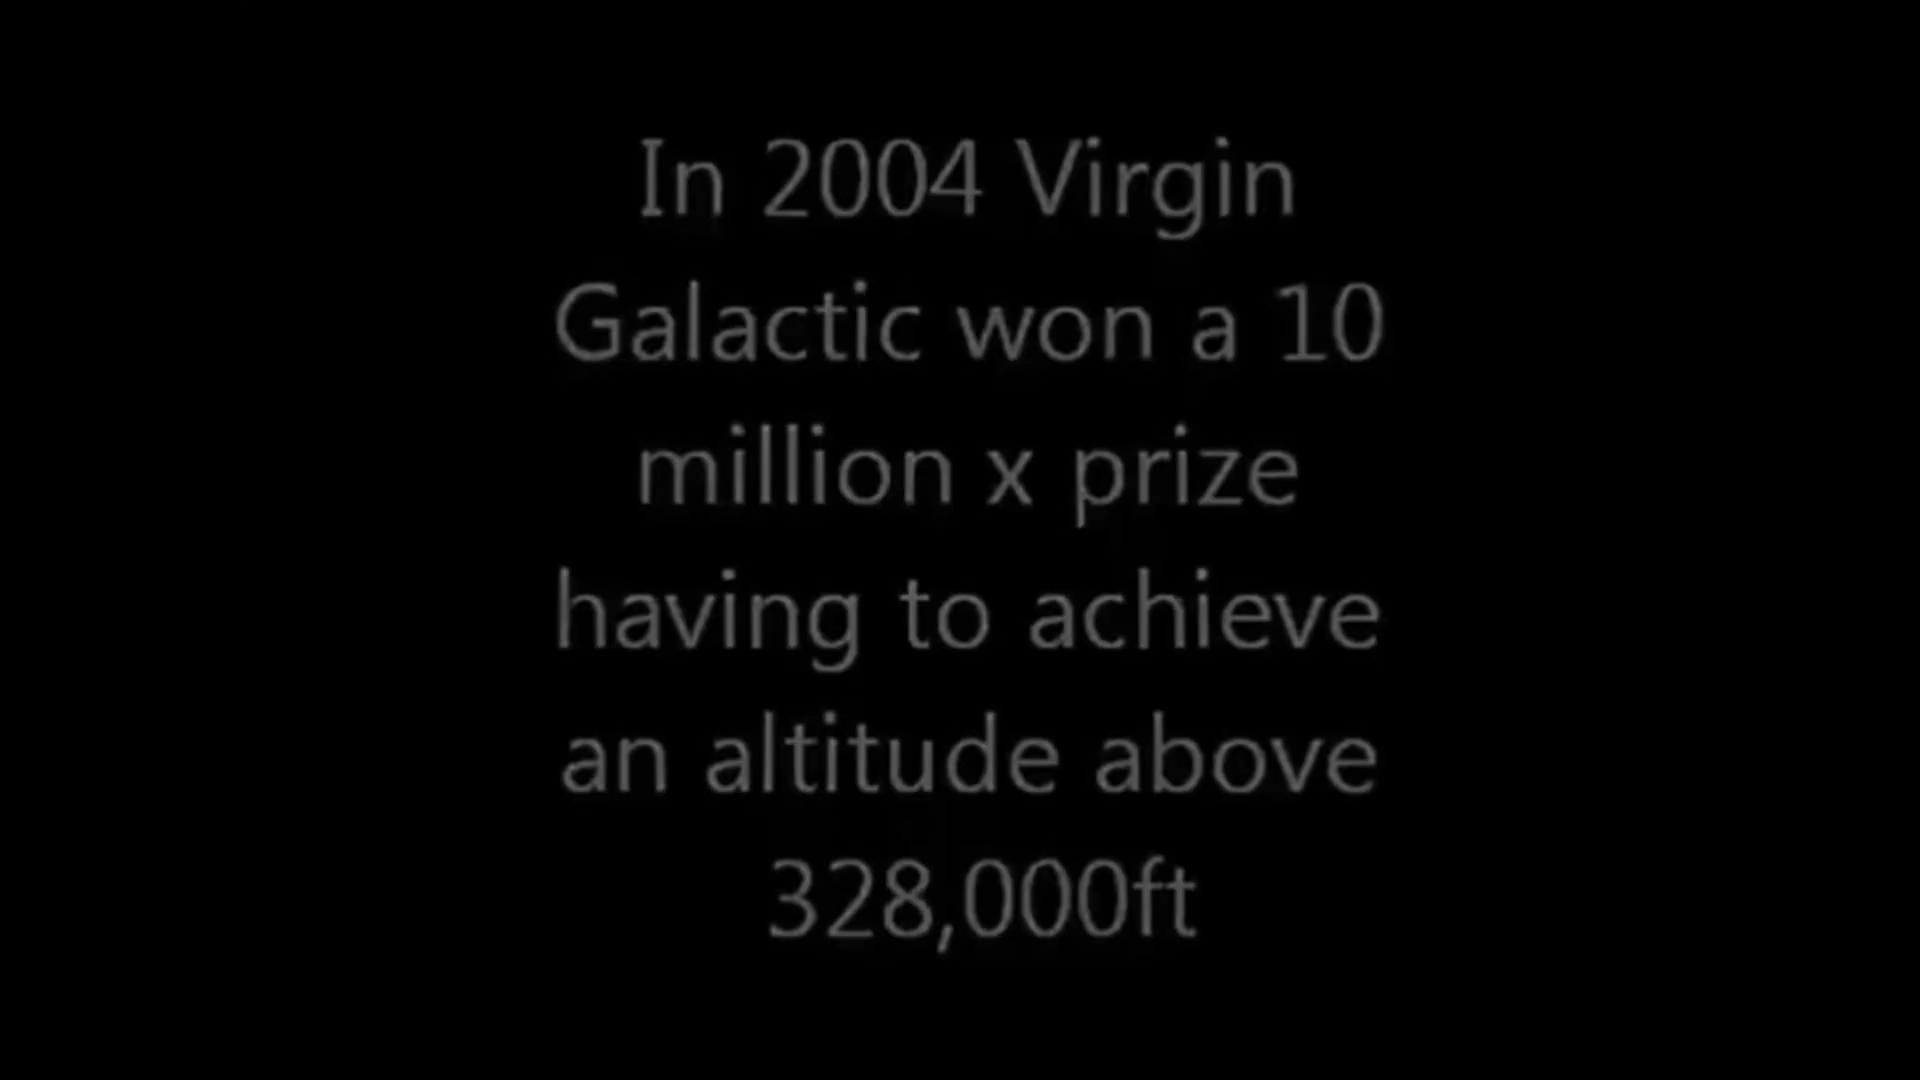 In 2004 Virgin
Galactic won a 10
million x prize
having to achieve
an altitude above
328,000ft